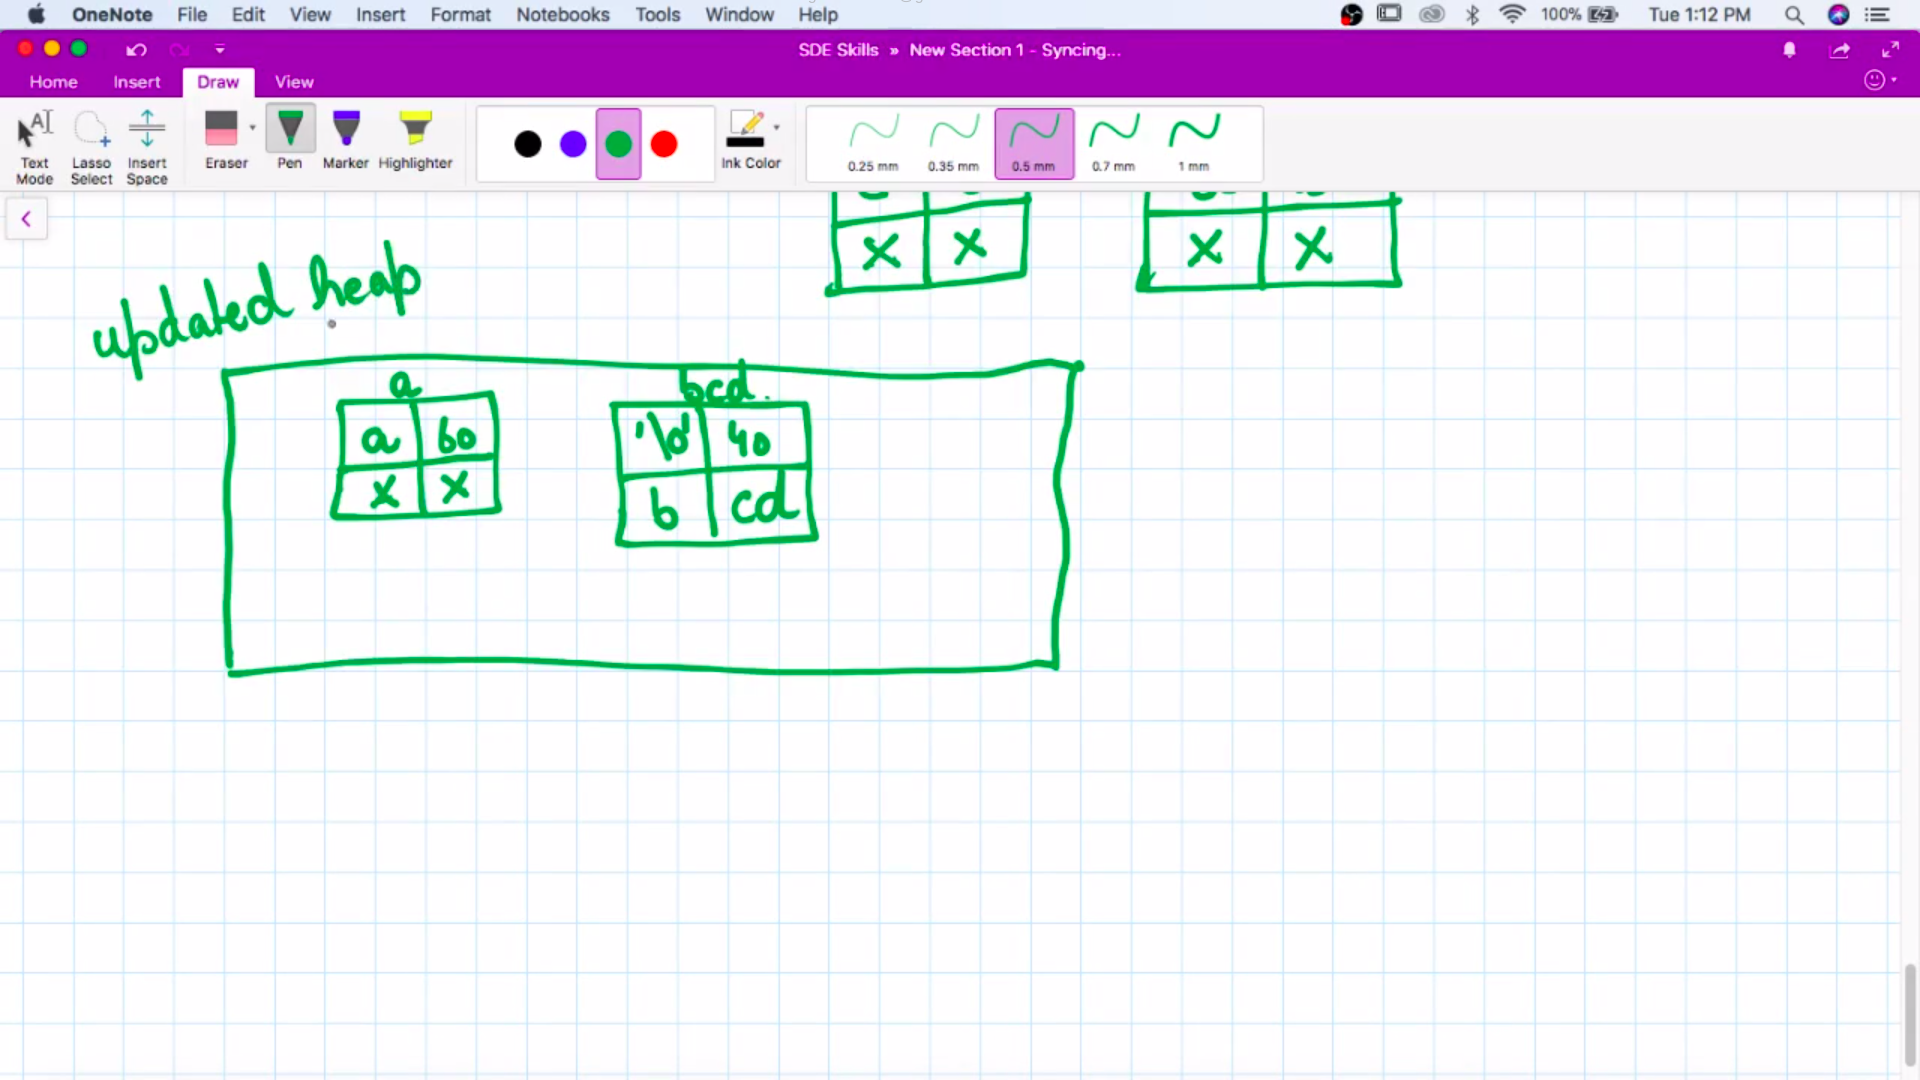 OneNote File Edit View Insert Format Notebooks Tools Window Help 100% Tue 1:12 PM
SDE Skills » New Section 1 - Syncing...
Home Insert Draw View
Text Mode Lasso Select Insert Space Eraser Pen Marker Highlighter Ink Color 0.25 mm 0.35 mm 0.5 mm 0.7 mm 1 mm
x x x x
updated heap
a bcd.
a 60 '\0' 40
x x b cd